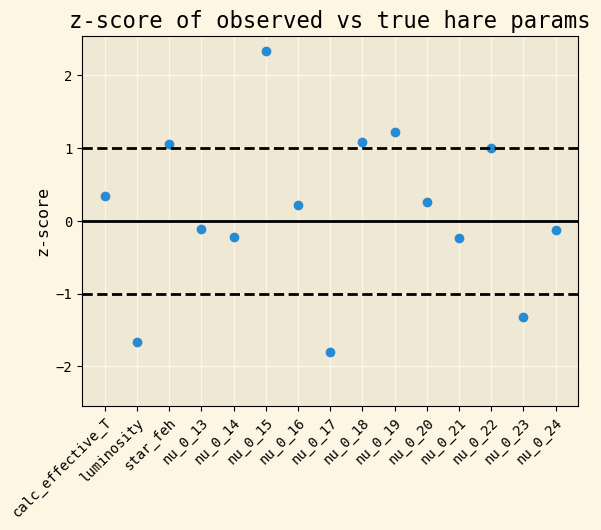 z-score of observed vs true hare params
z-score
2
1
0
−1
−2
calc_effective_T
luminosity
star_feh
nu_0_13
nu_0_14
nu_0_15
nu_0_16
nu_0_17
nu_0_18
nu_0_19
nu_0_20
nu_0_21
nu_0_22
nu_0_23
nu_0_24